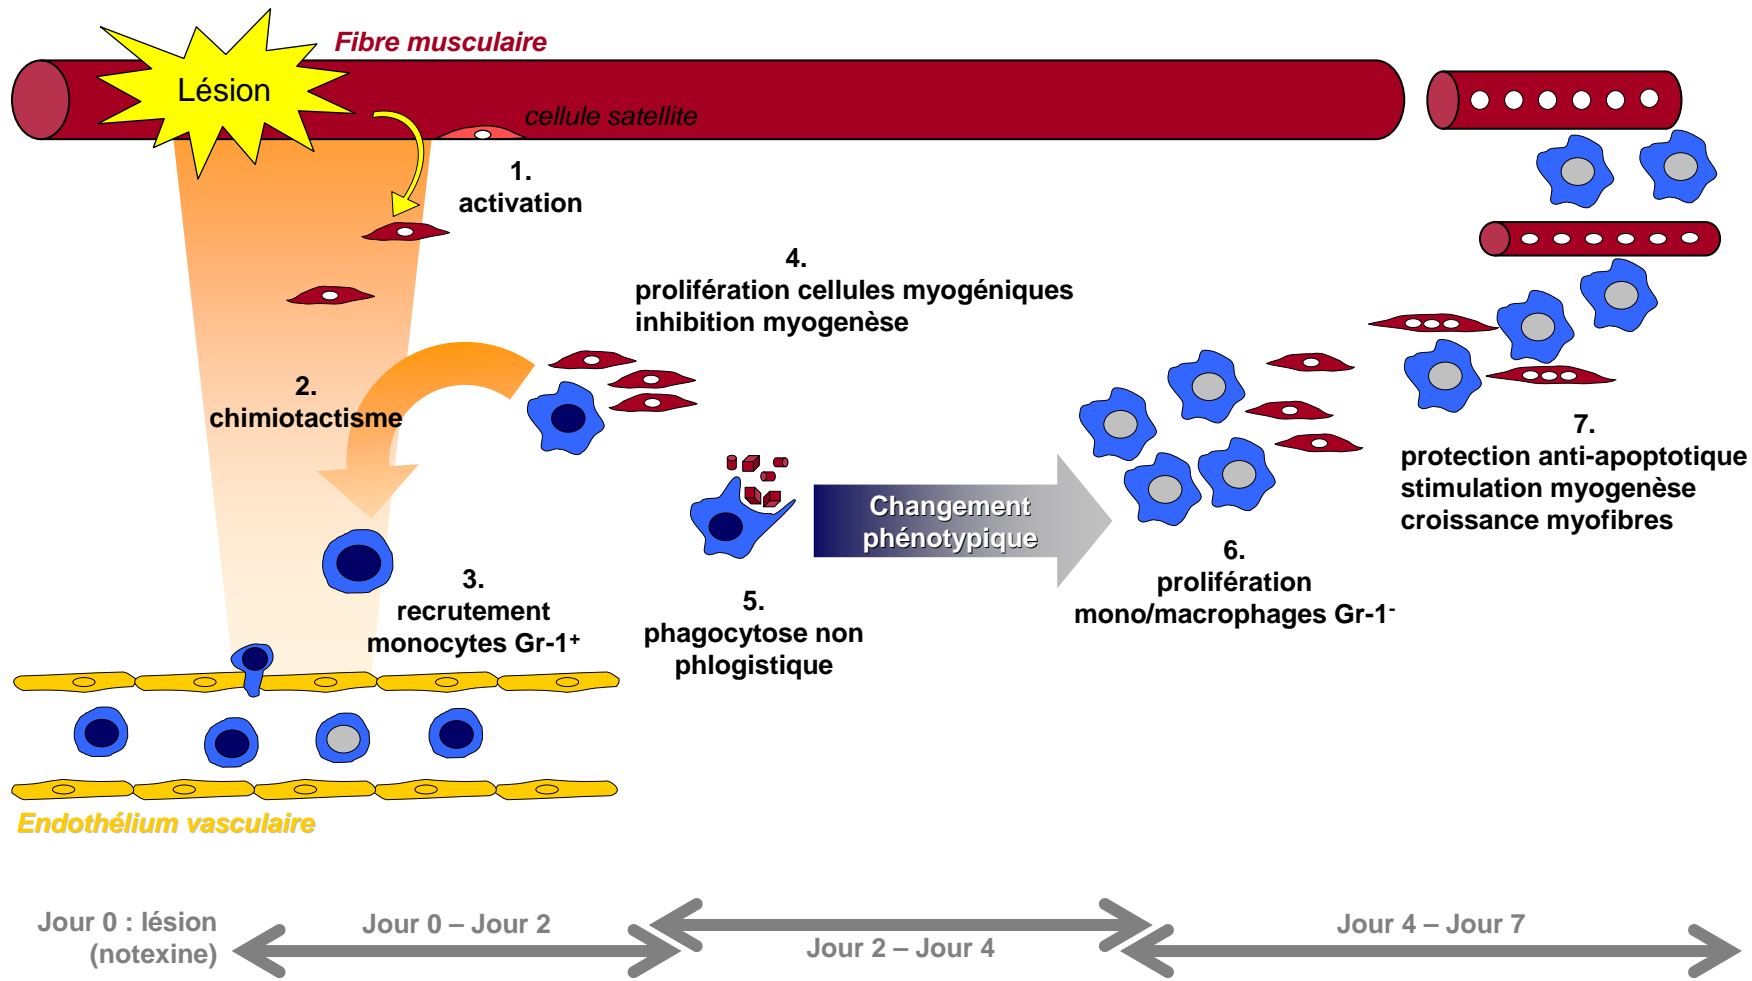 Fibre musculaire
Lésion
cellule satellite
1.
activation
4.
prolifération cellules myogéniques
inhibition myogenèse
2.
chimiotactisme
3.
recrutement
monocytes Gr-1⁺
5.
phagocytose non
phlogistique
Changement
phénotypique
6.
prolifération
mono/macrophages Gr-1⁻
7.
protection anti-apoptotique
stimulation myogenèse
croissance myofibres
Endothélium vasculaire
Jour 0 : lésion
(notexine)
Jour 0 – Jour 2
Jour 2 – Jour 4
Jour 4 – Jour 7